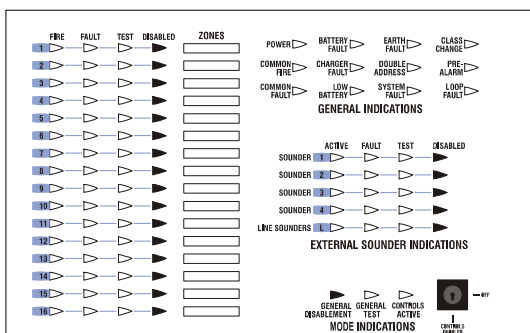 FIRE FAULT TEST DISABLED ZONES
1
2
3
4
5
6
7
8
9
10
11
12
13
14
15
16
POWER BATTERY FAULT EARTH FAULT CLASS CHANGE
COMMON FIRE CHARGER FAULT DOUBLE ADDRESS PRE-ALARM
COMMON FAULT LOW BATTERY SYSTEM FAULT LOOP FAULT
GENERAL INDICATIONS
ACTIVE FAULT TEST DISABLED
SOUNDER 1
SOUNDER 2
SOUNDER 3
SOUNDER 4
LINE SOUNDERS L
EXTERNAL SOUNDER INDICATIONS
GENERAL DISABLEMENT GENERAL TEST CONTROLS ACTIVE
MODE INDICATIONS
OFF
CONTROLS
ENABLED